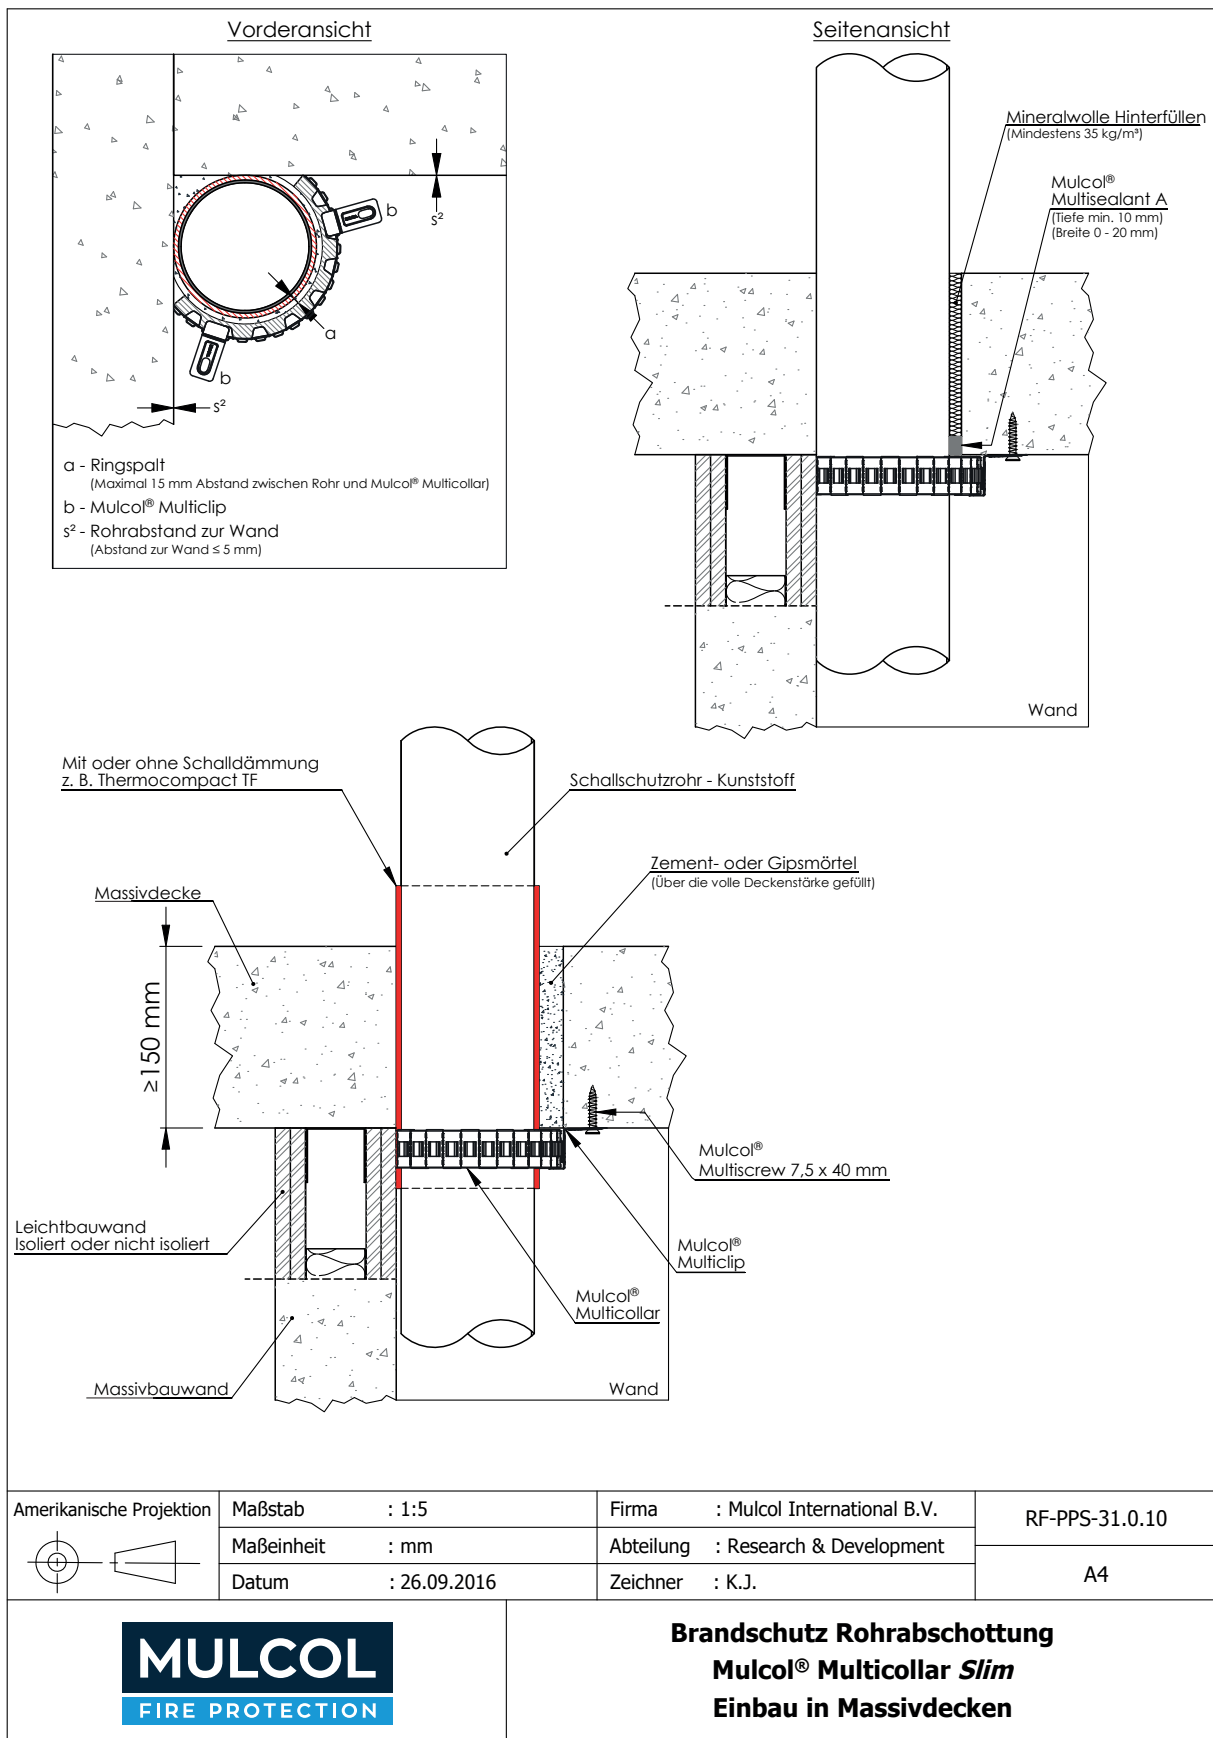 Vorderansicht
Seitenansicht
Mineralwolle Hinterfüllen
(Mindestens 35 kg/m³)
Mulcol®
Multisealant A
(Tiefe min. 10 mm)
(Breite 0 - 20 mm)
b
s²
a
b
s²
a - Ringspalt
(Maximal 15 mm Abstand zwischen Rohr und Mulcol® Multicollar)
b - Mulcol® Multiclip
s² - Rohrabstand zur Wand
(Abstand zur Wand ≤ 5 mm)
Wand
Mit oder ohne Schalldämmung
z. B. Thermocompact TF
Schallschutzrohr - Kunststoff
Zement- oder Gipsmörtel
(Über die volle Deckenstärke gefüllt)
Massivdecke
≥150 mm
Mulcol®
Multiscrew 7,5 x 40 mm
Leichtbauwand
Isoliert oder nicht isoliert
Mulcol®
Multiclip
Mulcol®
Multicollar
Massivbauwand
Wand
Amerikanische Projektion
Maßstab : 1:5
Firma : Mulcol International B.V.
RF-PPS-31.0.10
Maßeinheit : mm
Abteilung : Research & Development
Datum : 26.09.2016
Zeichner : K.J.
A4
MULCOL
FIRE PROTECTION
Brandschutz Rohrabschottung
Mulcol® Multicollar Slim
Einbau in Massivdecken